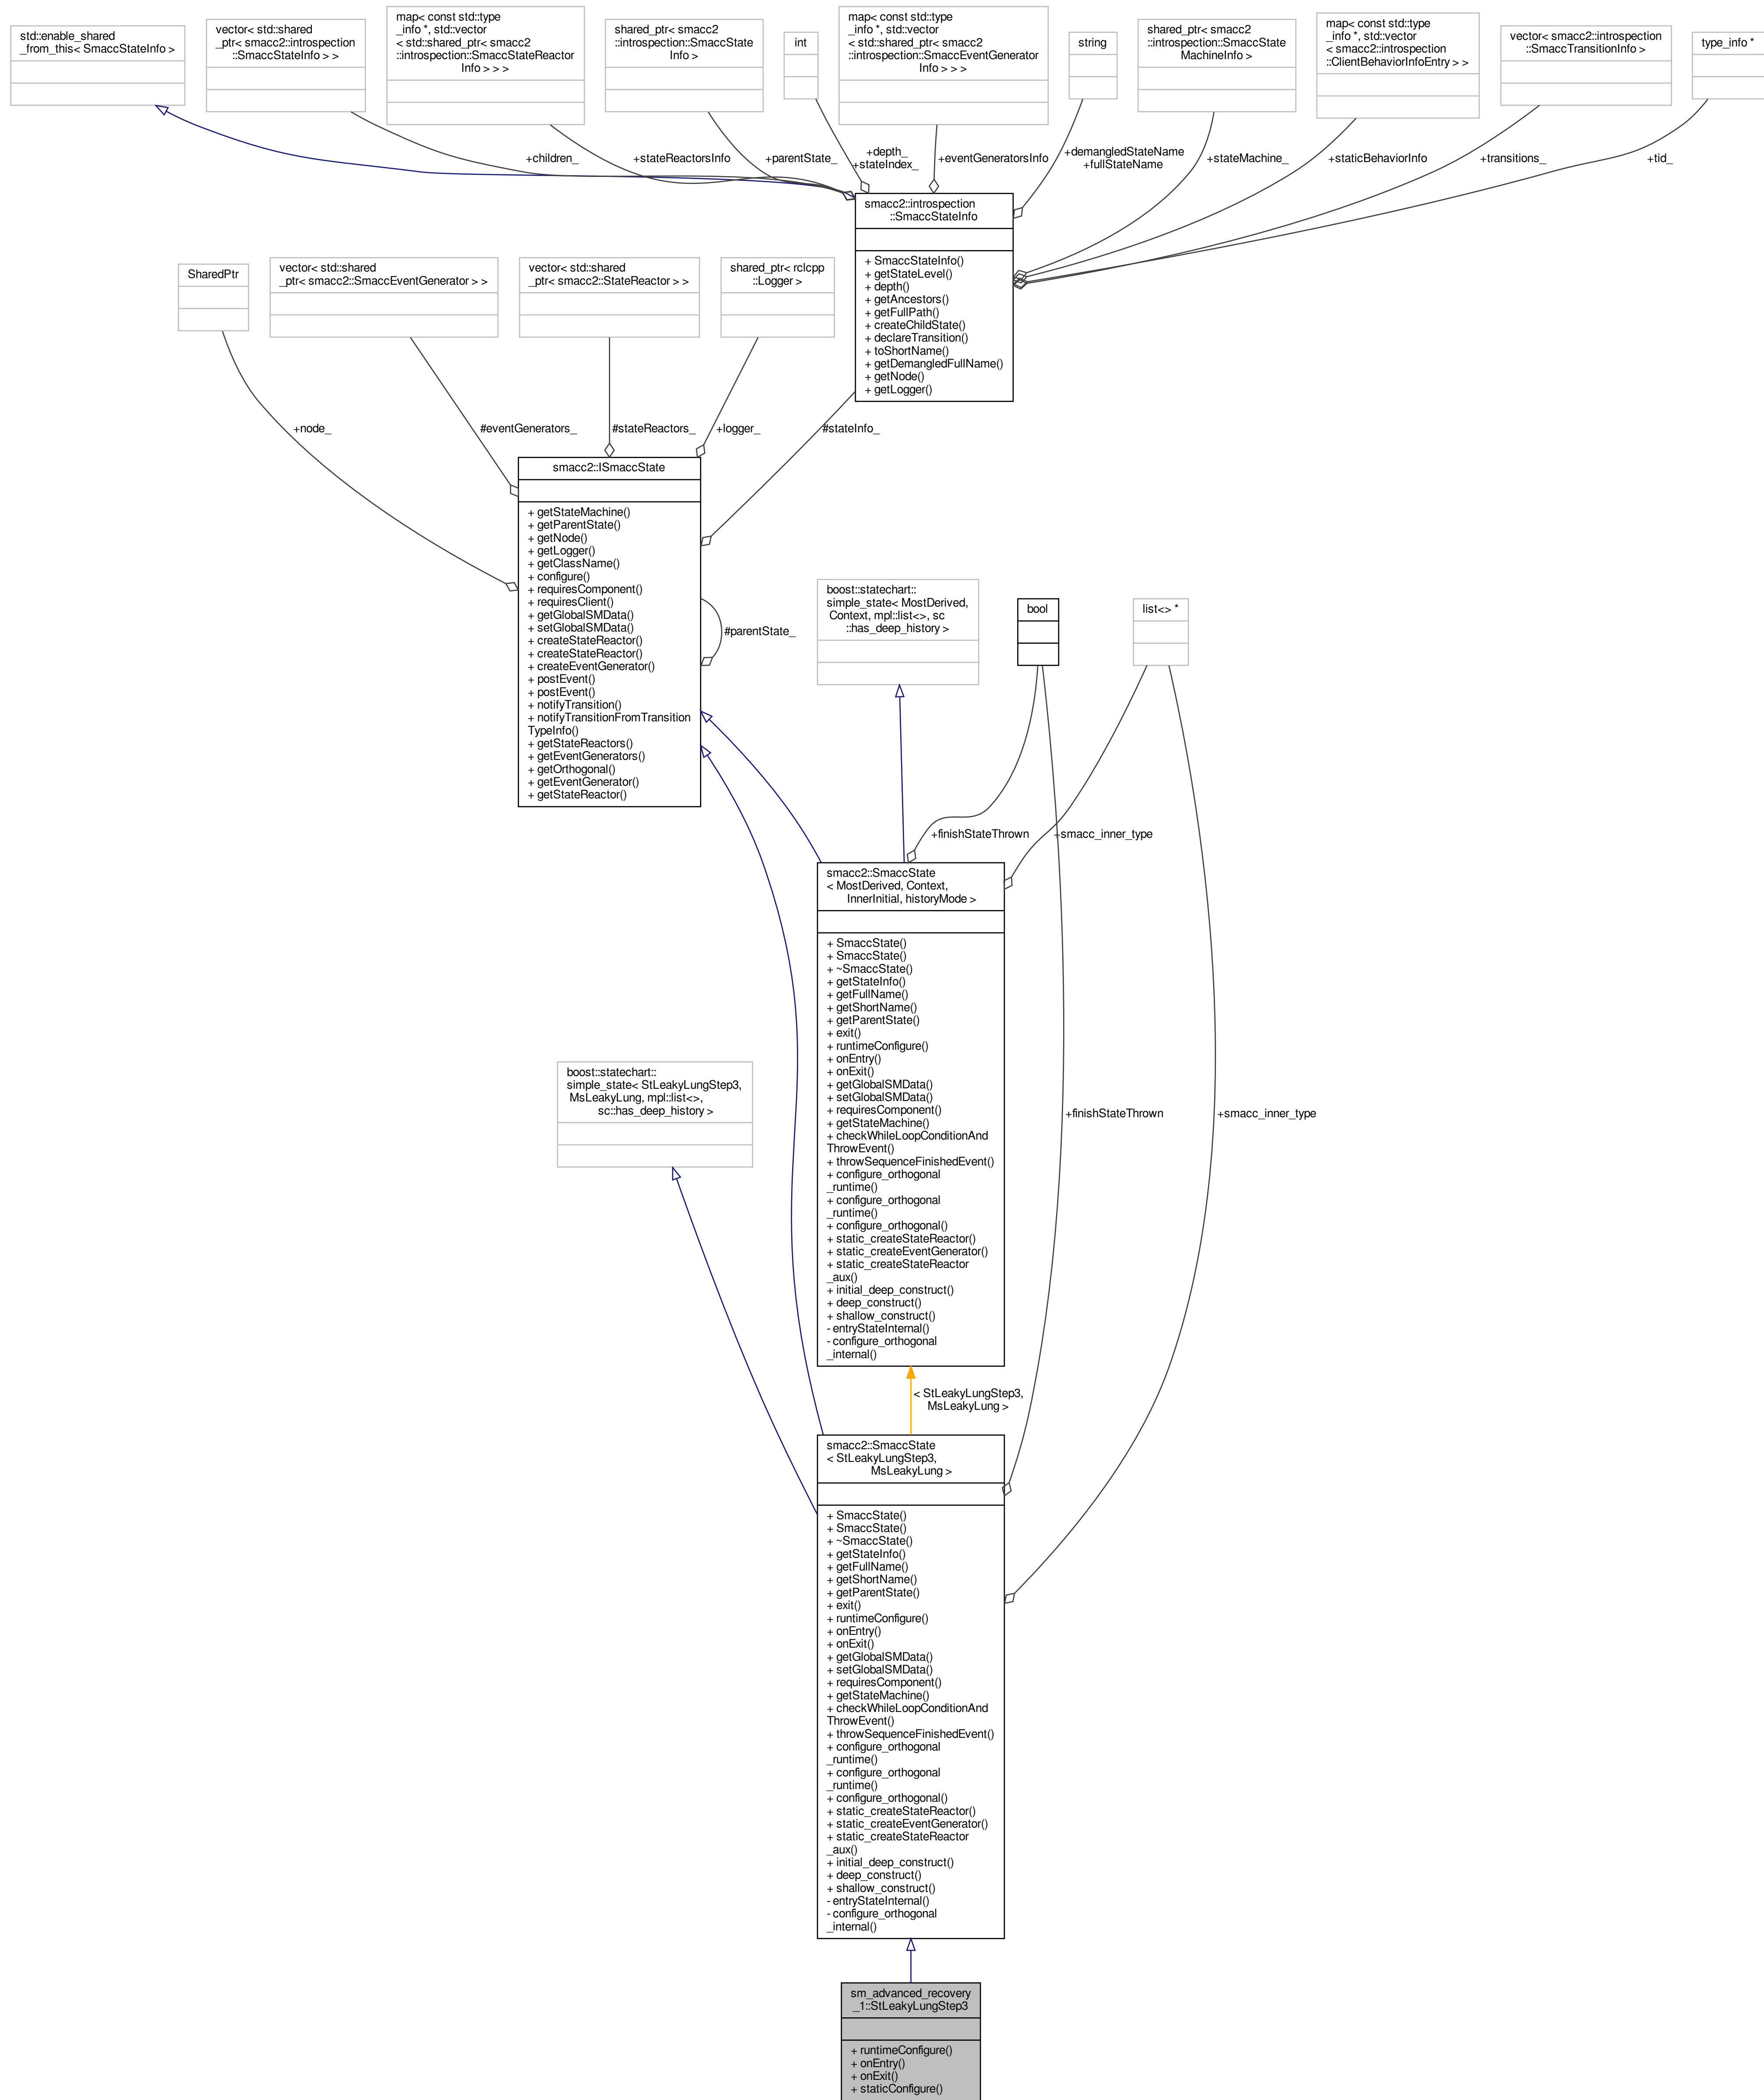 std::enable_shared
_from_this< SmaccStateInfo >
vector< std::shared
_ptr< smacc2::introspection
::SmaccStateInfo > >
map< const std::type
_info *, std::vector
< std::shared_ptr< smacc2
::introspection::SmaccStateReactor
Info > > >
shared_ptr< smacc2
::introspection::SmaccState
Info >
int
map< const std::type
_info *, std::vector
< std::shared_ptr< smacc2
::introspection::SmaccEventGenerator
Info > > >
string
shared_ptr< smacc2
::introspection::SmaccState
MachineInfo >
map< const std::type
_info *, std::vector
< smacc2::introspection
::ClientBehaviorInfoEntry > >
vector< smacc2::introspection
::SmaccTransitionInfo >
type_info *
+children_
+stateReactorsInfo
+parentState_
+depth_
+stateIndex_
+eventGeneratorsInfo
+demangledStateName
+fullStateName
+stateMachine_
+staticBehaviorInfo
+transitions_
+tid_
smacc2::introspection
::SmaccStateInfo
+ SmaccStateInfo()
+ getStateLevel()
+ depth()
+ getAncestors()
+ getFullPath()
+ createChildState()
+ declareTransition()
+ toShortName()
+ getDemangledFullName()
+ getNode()
+ getLogger()
SharedPtr
vector< std::shared
_ptr< smacc2::SmaccEventGenerator > >
vector< std::shared
_ptr< smacc2::StateReactor > >
shared_ptr< rclcpp
::Logger >
+node_
#eventGenerators_
#stateReactors_
+logger_
#stateInfo_
smacc2::ISmaccState
+ getStateMachine()
+ getParentState()
+ getNode()
+ getLogger()
+ getClassName()
+ configure()
+ requiresComponent()
+ requiresClient()
+ getGlobalSMData()
+ setGlobalSMData()
+ createStateReactor()
+ createStateReactor()
+ createEventGenerator()
+ postEvent()
+ postEvent()
+ notifyTransition()
+ notifyTransitionFromTransition
TypeInfo()
+ getStateReactors()
+ getEventGenerators()
+ getOrthogonal()
+ getEventGenerator()
+ getStateReactor()
#parentState_
boost::statechart::
simple_state< MostDerived,
Context, mpl::list<>, sc
::has_deep_history >
bool
list<> *
+finishStateThrown
+smacc_inner_type
smacc2::SmaccState
< MostDerived, Context,
InnerInitial, historyMode >
+ SmaccState()
+ SmaccState()
+ ~SmaccState()
+ getStateInfo()
+ getFullName()
+ getShortName()
+ getParentState()
+ exit()
+ runtimeConfigure()
+ onEntry()
+ onExit()
+ getGlobalSMData()
+ setGlobalSMData()
+ requiresComponent()
+ getStateMachine()
+ checkWhileLoopConditionAnd
ThrowEvent()
+ throwSequenceFinishedEvent()
+ configure_orthogonal
_runtime()
+ configure_orthogonal
_runtime()
+ configure_orthogonal()
+ static_createStateReactor()
+ static_createEventGenerator()
+ static_createStateReactor
_aux()
+ initial_deep_construct()
+ deep_construct()
+ shallow_construct()
- entryStateInternal()
- configure_orthogonal
_internal()
boost::statechart::
simple_state< StLeakyLungStep3,
MsLeakyLung, mpl::list<>,
sc::has_deep_history >
+finishStateThrown
+smacc_inner_type
< StLeakyLungStep3,
MsLeakyLung >
smacc2::SmaccState
< StLeakyLungStep3,
MsLeakyLung >
+ SmaccState()
+ SmaccState()
+ ~SmaccState()
+ getStateInfo()
+ getFullName()
+ getShortName()
+ getParentState()
+ exit()
+ runtimeConfigure()
+ onEntry()
+ onExit()
+ getGlobalSMData()
+ setGlobalSMData()
+ requiresComponent()
+ getStateMachine()
+ checkWhileLoopConditionAnd
ThrowEvent()
+ throwSequenceFinishedEvent()
+ configure_orthogonal
_runtime()
+ configure_orthogonal
_runtime()
+ configure_orthogonal()
+ static_createStateReactor()
+ static_createEventGenerator()
+ static_createStateReactor
_aux()
+ initial_deep_construct()
+ deep_construct()
+ shallow_construct()
- entryStateInternal()
- configure_orthogonal
_internal()
sm_advanced_recovery
_1::StLeakyLungStep3
+ runtimeConfigure()
+ onEntry()
+ onExit()
+ staticConfigure()